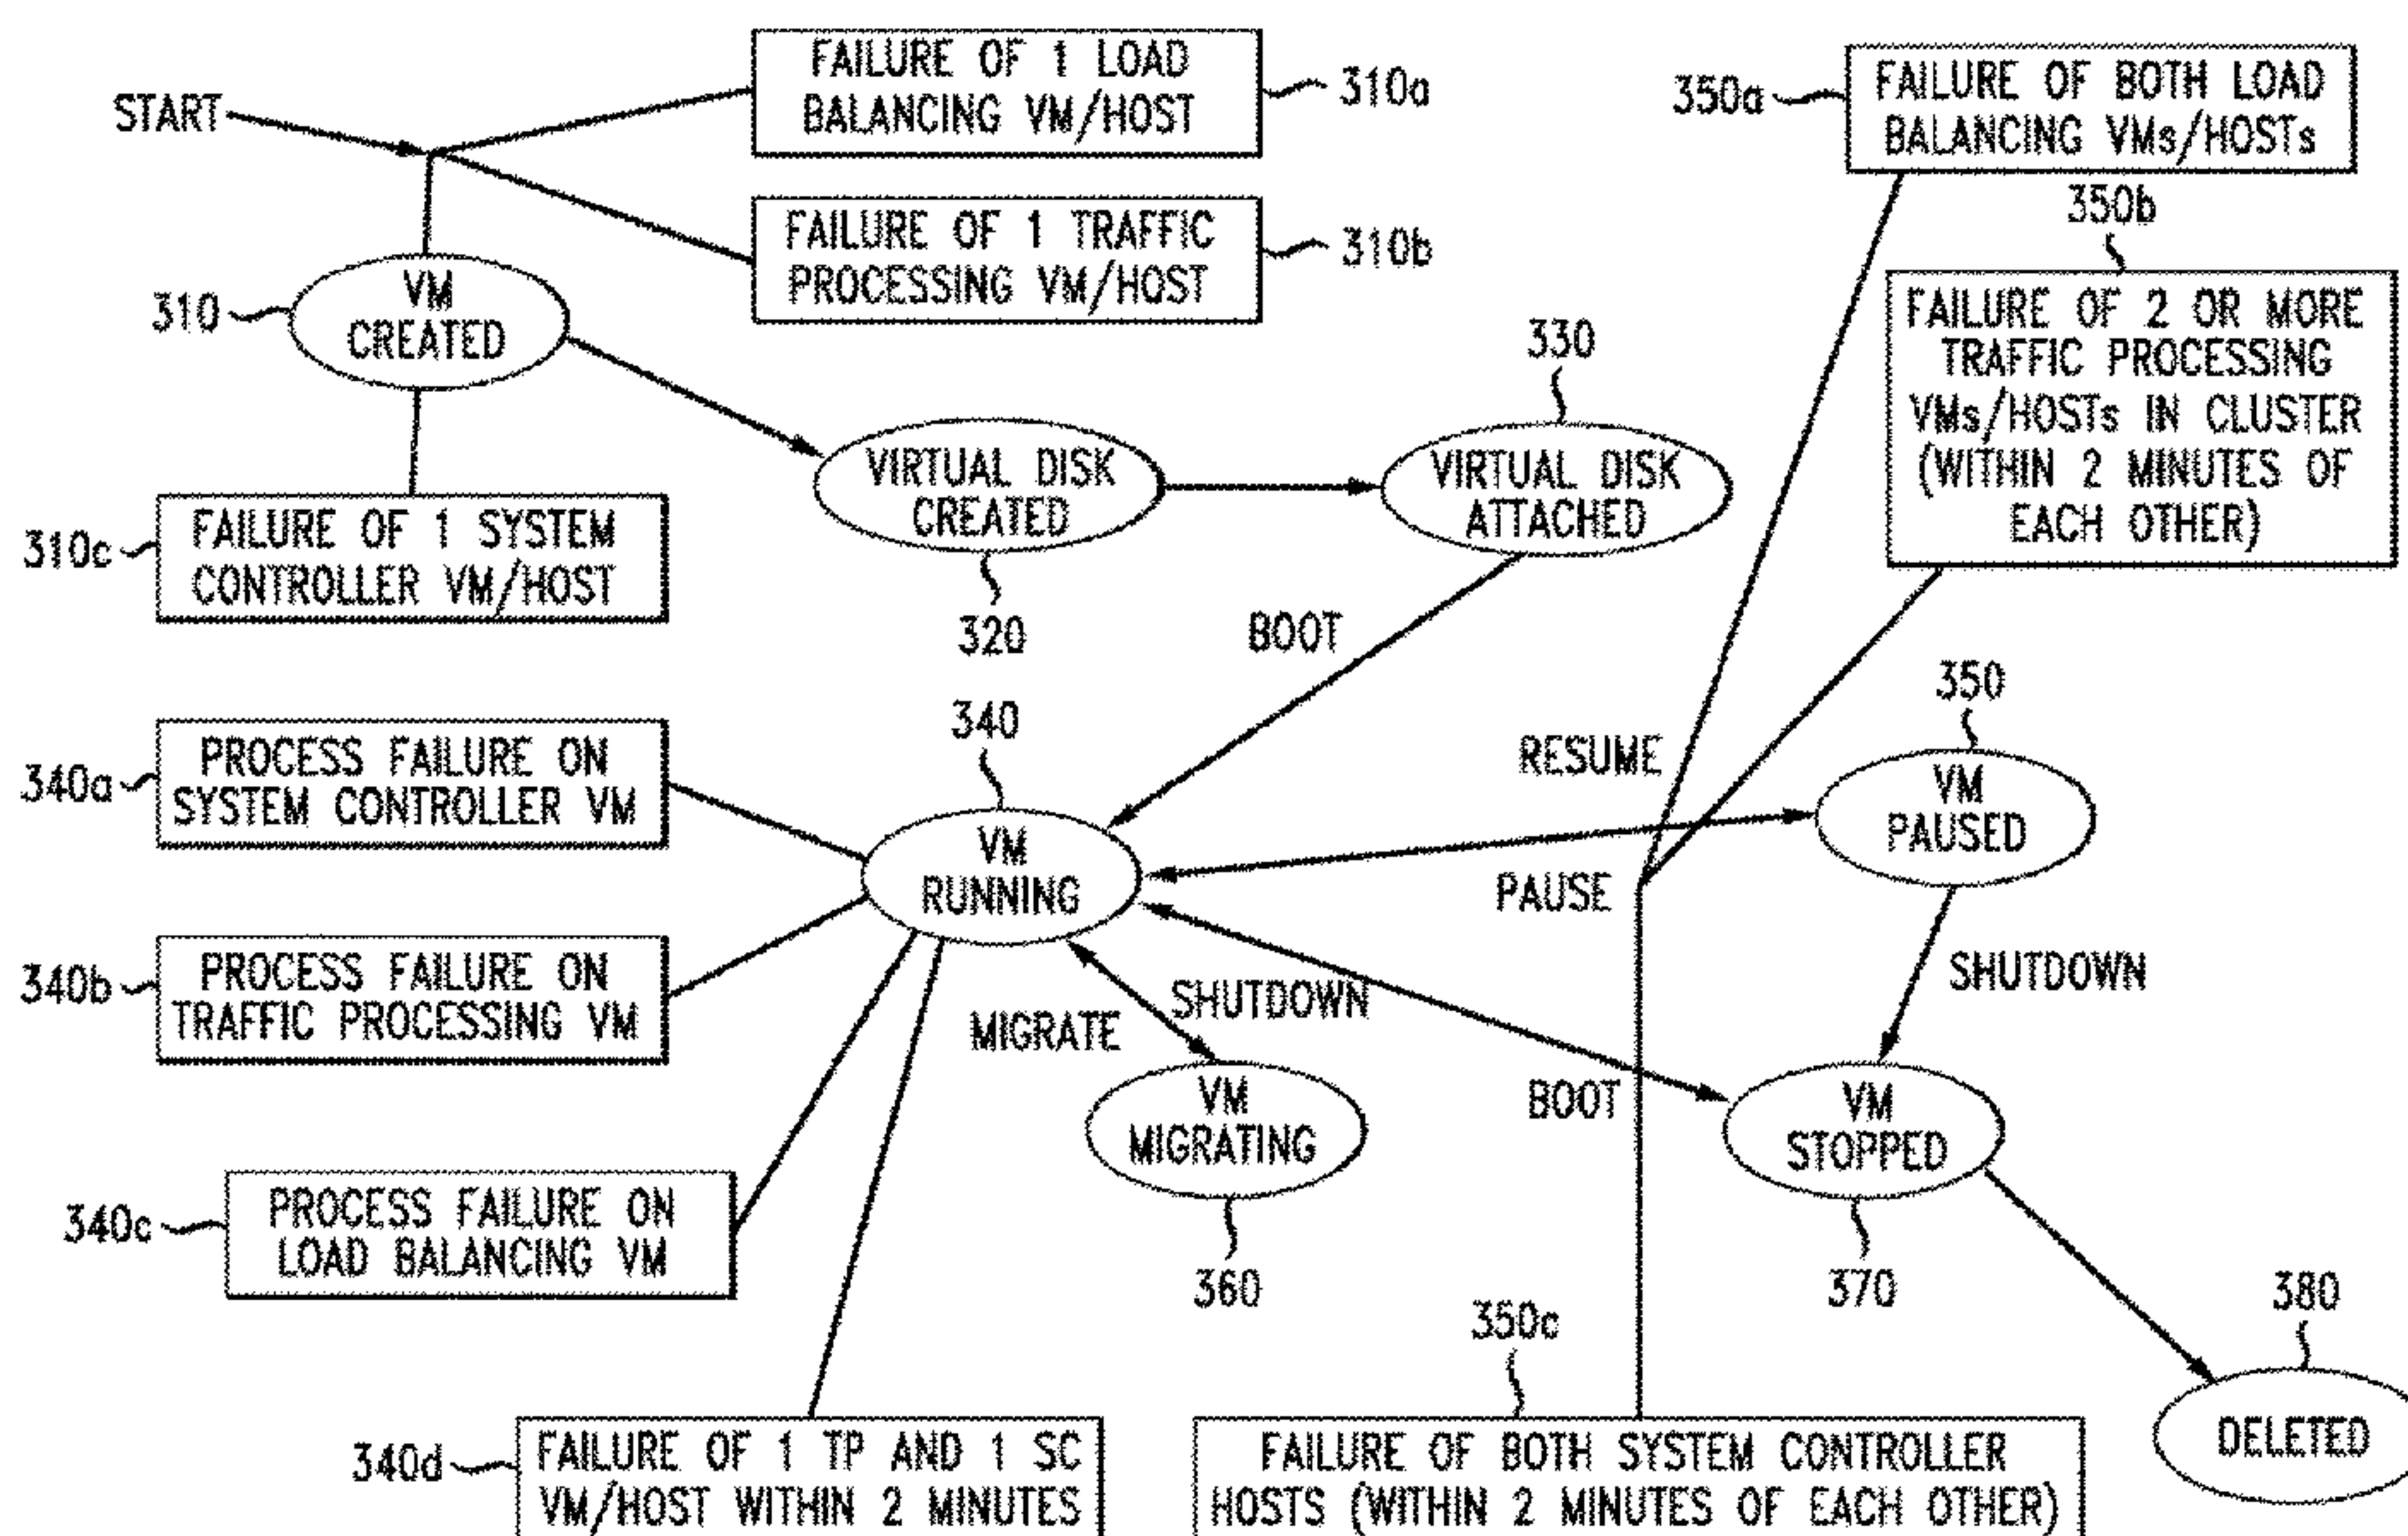 START
FAILURE OF 1 LOAD
BALANCING VM/HOST
310a
350a
FAILURE OF BOTH LOAD
BALANCING VMs/HOSTs
FAILURE OF 1 TRAFFIC
PROCESSING VM/HOST
310b
350b
FAILURE OF 2 OR MORE
TRAFFIC PROCESSING
VMs/HOSTs IN CLUSTER
(WITHIN 2 MINUTES OF
EACH OTHER)
310
VM
CREATED
330
310c
FAILURE OF 1 SYSTEM
CONTROLLER VM/HOST
VIRTUAL DISK
CREATED
320
VIRTUAL DISK
ATTACHED
BOOT
340a
PROCESS FAILURE ON
SYSTEM CONTROLLER VM
340
VM
RUNNING
RESUME
PAUSE
350
VM
PAUSED
340b
PROCESS FAILURE ON
TRAFFIC PROCESSING VM
MIGRATE
SHUTDOWN
SHUTDOWN
BOOT
VM
MIGRATING
360
VM
STOPPED
370
340c
PROCESS FAILURE ON
LOAD BALANCING VM
380
DELETED
340d
FAILURE OF 1 TP AND 1 SC
VM/HOST WITHIN 2 MINUTES
350c
FAILURE OF BOTH SYSTEM CONTROLLER
HOSTS (WITHIN 2 MINUTES OF EACH OTHER)